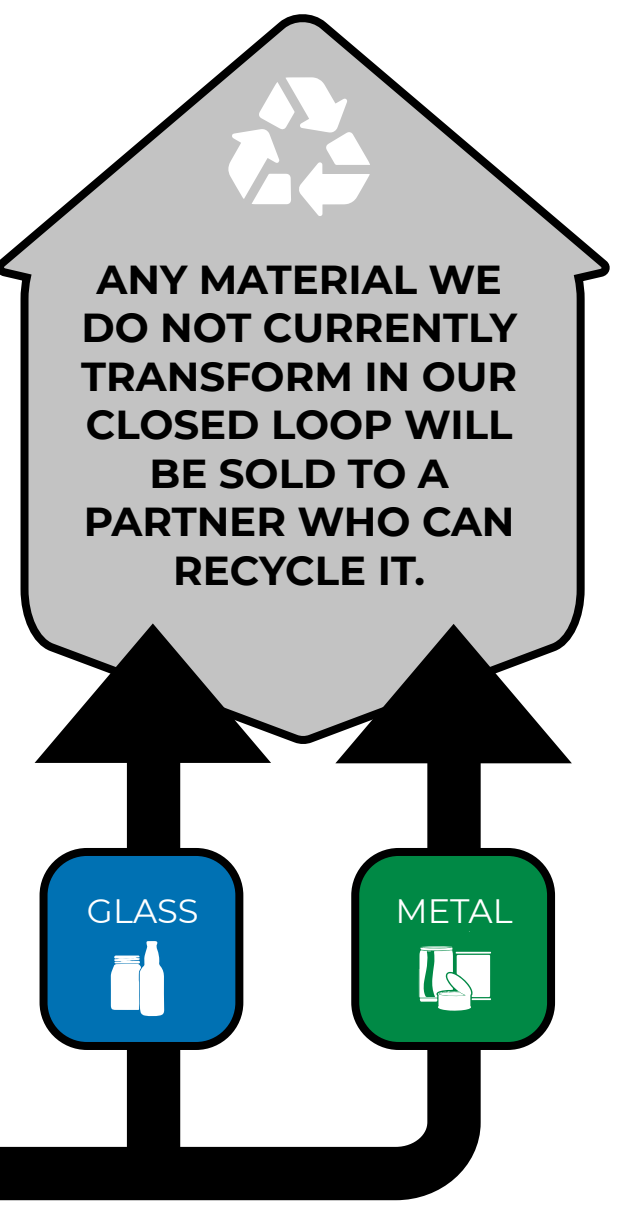 ANY MATERIAL WE
DO NOT CURRENTLY
TRANSFORM IN OUR
CLOSED LOOP WILL
BE SOLD TO A
PARTNER WHO CAN
RECYCLE IT.
GLASS
METAL